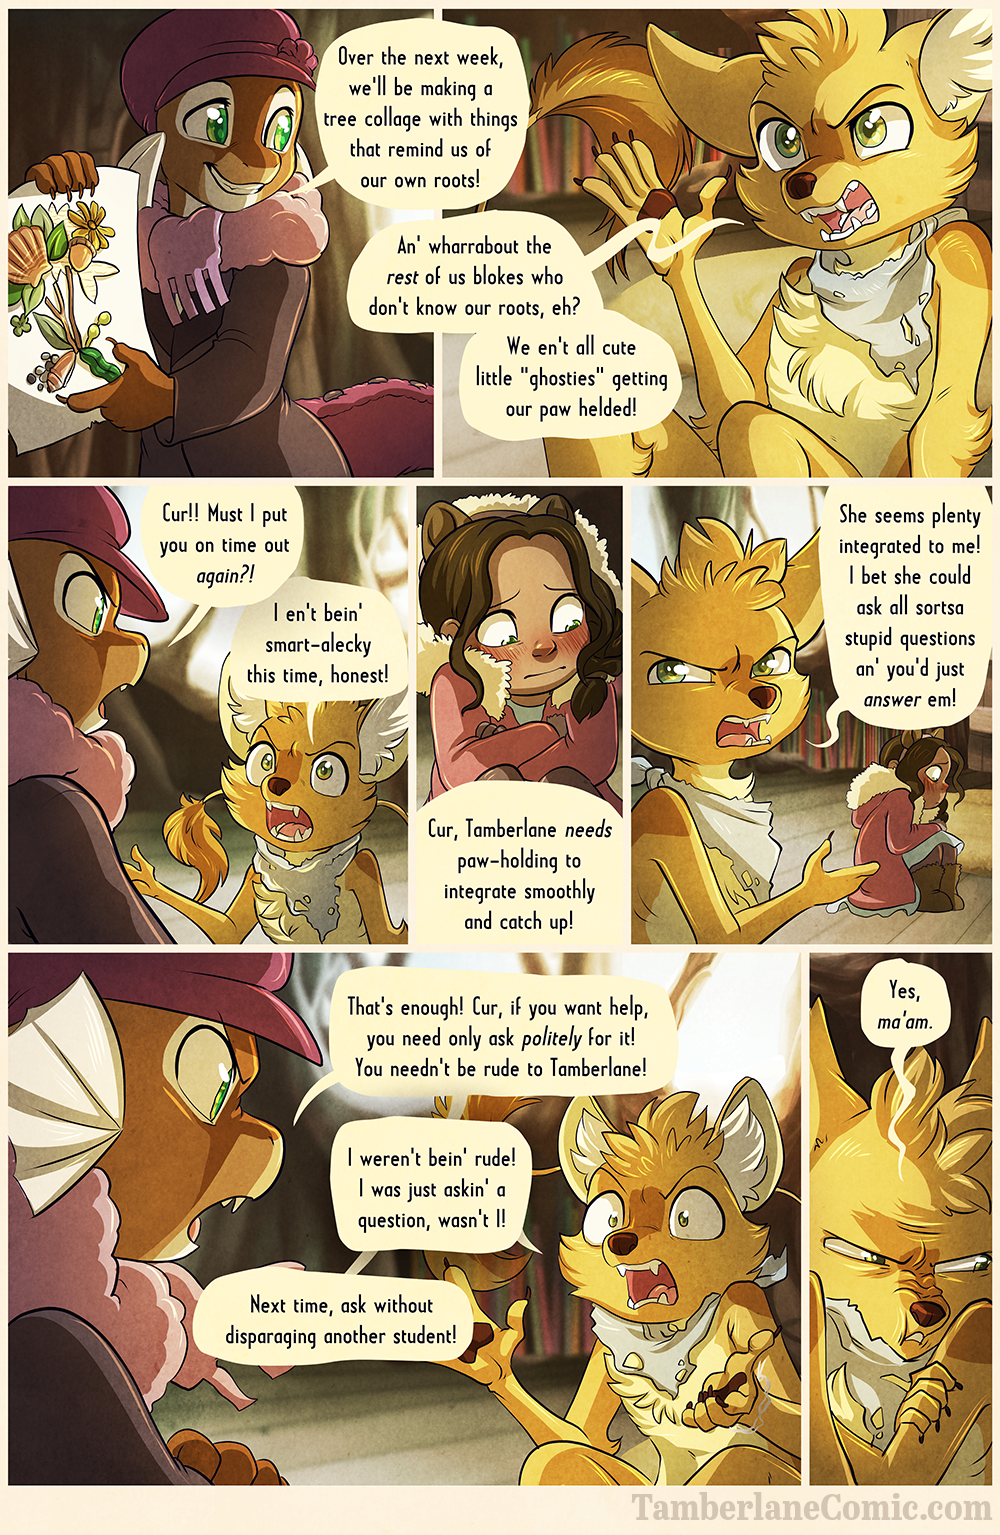 Over the next week,
we'll be making a
tree collage with things
that remind us of
our own roots!
An' wharrabout the
rest of us blokes who
don't know our roots, eh?
We en't all cute
little "ghosties" getting
our paw helded!
Cur!! Must I put
you on time out
again?!
I en't bein'
smart-alecky
this time, honest!
Cur, Tamberlane needs
paw-holding to
integrate smoothly
and catch up!
She seems plenty
integrated to me!
I bet she could
ask all sortsa
stupid questions
an' you'd just
answer em!
That's enough! Cur, if you want help,
you need only ask politely for it!
You needn't be rude to Tamberlane!
I weren't bein' rude!
I was just askin' a
question, wasn't I!
Next time, ask without
disparaging another student!
Yes,
ma'am.
TamberlaneComic.com